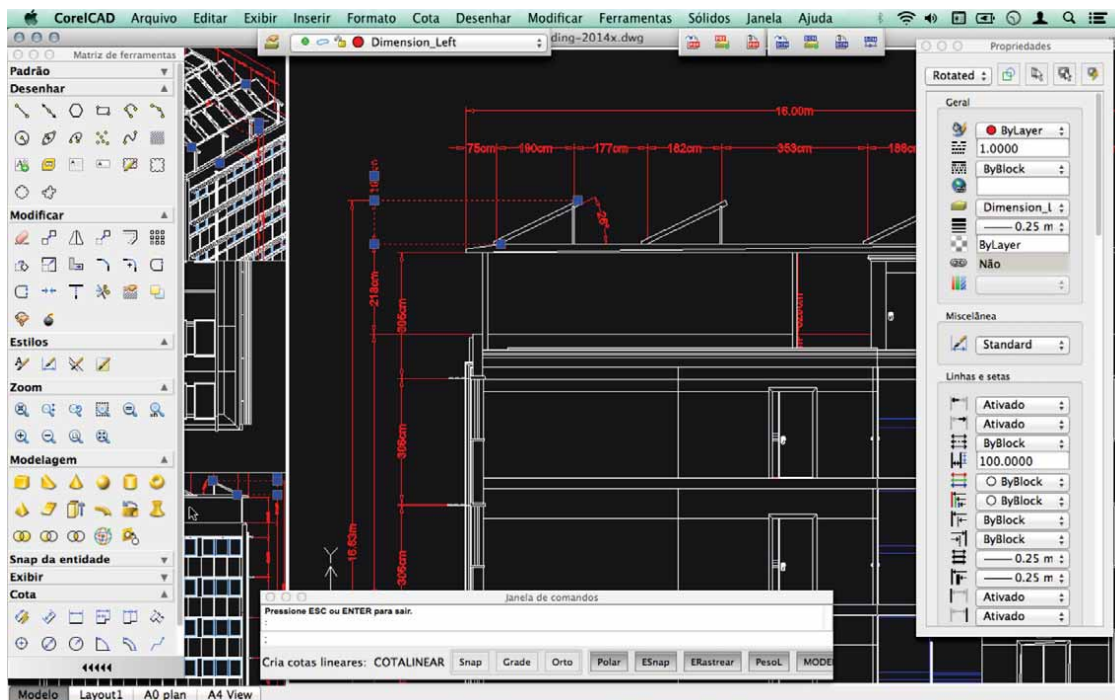 CorelCAD Arquivo Editar Exibir Inserir Formato Cota Desenhar Modificar Ferramentas Sólidos Janela Ajuda
Dimension_Left
ding-2014x.dwg
Matriz de ferramentas
Padrão
Desenhar
Modificar
Estilos
Zoom
Modelagem
Snap da entidade
Exibir
Cota
16.00m
75cm 190cm 177cm 182cm 353cm
26°
218cm
305cm
306cm
306cm
16.63m
Y
Propriedades
Rotated
Geral
ByLayer
1.0000
ByBlock
Dimension_L
0.25 m
ByLayer
Não
Miscelânea
Standard
Linhas e setas
Ativado
Ativado
ByBlock
100.0000
ByBlock
ByBlock
ByBlock
ByBlock
0.25 m
0.25 m
Ativado
Ativado
Janela de comandos
Pressione ESC ou ENTER para sair.
:
:
Cria cotas lineares: COTALINEAR Snap Grade Orto Polar ESnap ERastrear PesoL MODE
Modelo Layout1 A0 plan A4 View